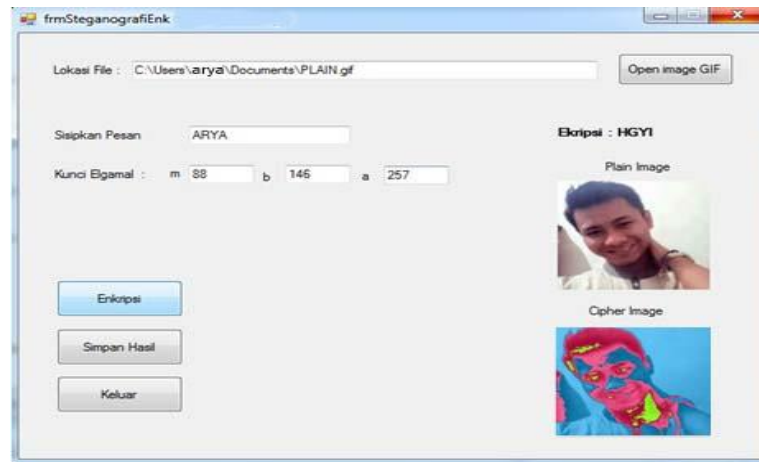 frmSteganografiEnk
Lokasi File : C:\Users\arya\Documents\PLAIN.gif Open image GIF
Sisipkan Pesan ARYA Ekripsi : HGYI
Kunci Elgamal : m 88 b 146 a 257 Plain Image
Enkripsi
Cipher Image
Simpan Hasil
Keluar